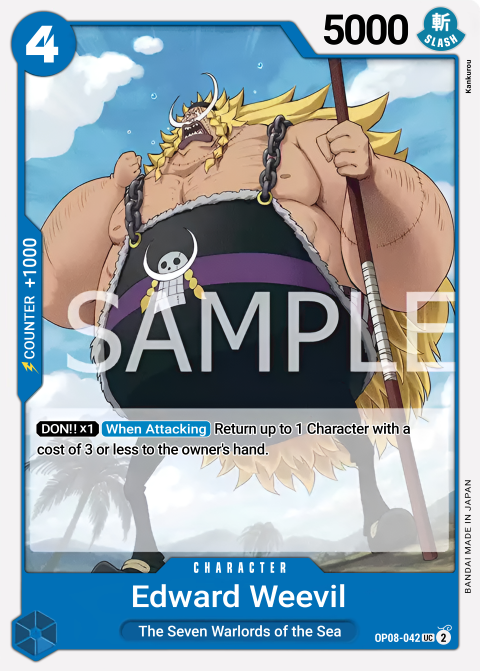 4
5000
斬
SLASH
Kankurou
COUNTER +1000
SAMPLE
DON!! x1 When Attacking Return up to 1 Character with a
cost of 3 or less to the owner's hand.
BANDAI MADE IN JAPAN
CHARACTER
Edward Weevil
The Seven Warlords of the Sea
OP08-042 UC 2